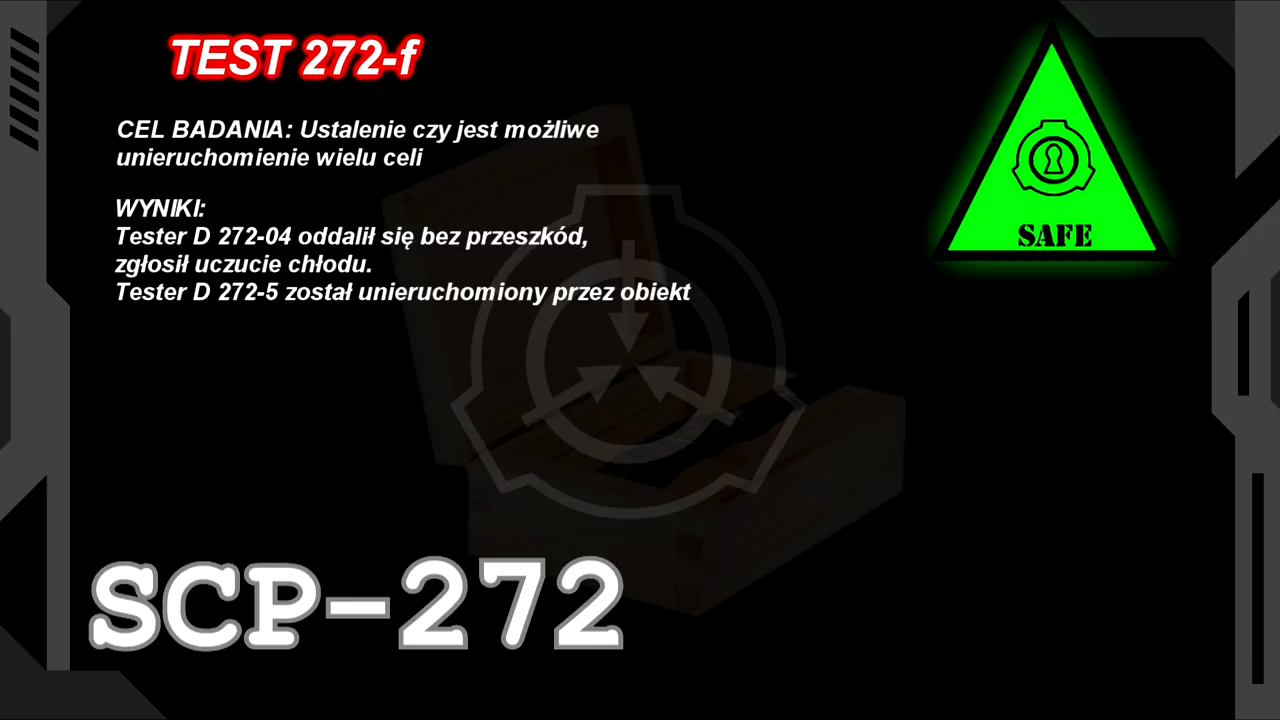 TEST 272-f
CEL BADANIA: Ustalenie czy jest możliwe
unieruchomienie wielu celi
WYNIKI:
Tester D 272-04 oddalił się bez przeszkód,
zgłosił uczucie chłodu.
Tester D 272-5 został unieruchomiony przez obiekt
SAFE
SCP-272